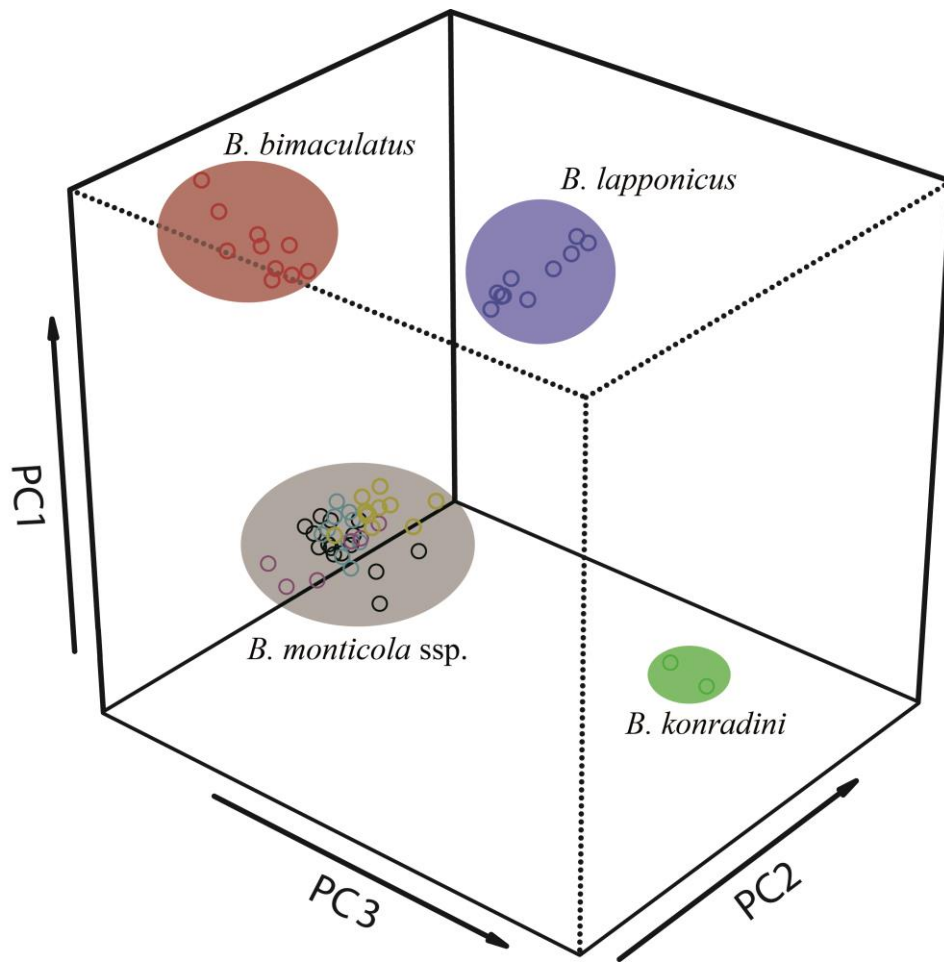 B. bimaculatus
B. lapponicus
PC1
B. monticola ssp.
B. konradini
PC3
PC2